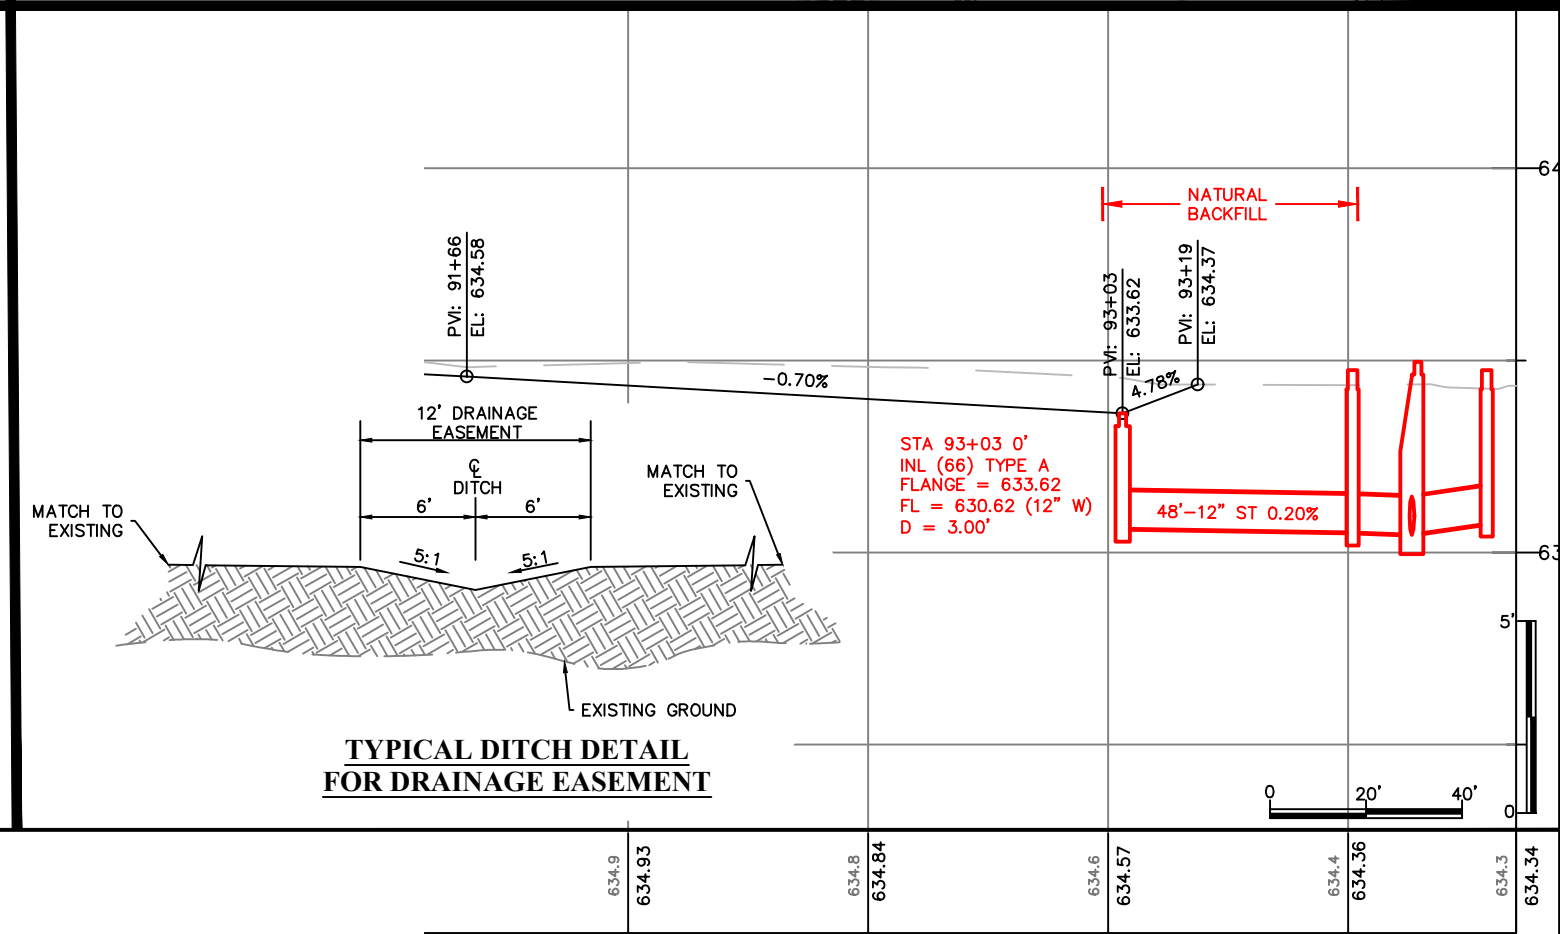 64
NATURAL
BACKFILL
PVI: 91+66
EL: 634.58
PVI: 93+03
EL: 633.62
PVI: 93+19
EL: 634.37
-0.70%
4.78%
12' DRAINAGE
EASEMENT
℄
DITCH
6'
6'
MATCH TO
EXISTING
MATCH TO
EXISTING
5:1
5:1
STA 93+03 0'
INL (66) TYPE A
FLANGE = 633.62
FL = 630.62 (12" W)
D = 3.00'
48'-12" ST 0.20%
63
EXISTING GROUND
TYPICAL DITCH DETAIL
FOR DRAINAGE EASEMENT
5'
0
0
20'
40'
634.9
634.93
634.8
634.84
634.6
634.57
634.4
634.36
634.3
634.34